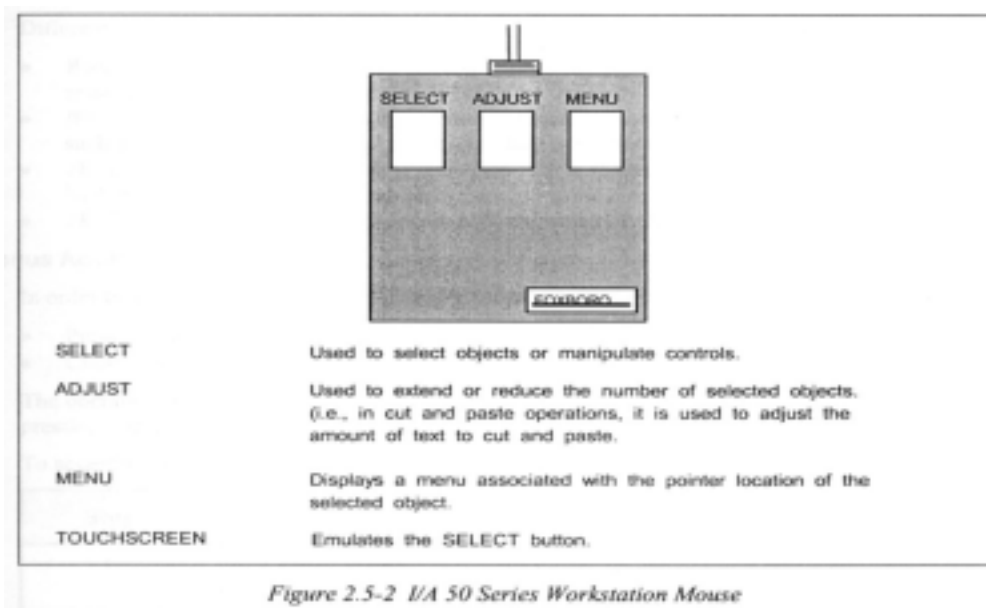 SELECT ADJUST MENU
FOXBORO
SELECT Used to select objects or manipulate controls.
ADJUST Used to extend or reduce the number of selected objects.
(i.e., in cut and paste operations, it is used to adjust the
amount of text to cut and paste.
MENU Displays a menu associated with the pointer location of the
selected object.
TOUCHSCREEN Emulates the SELECT button.
Figure 2.5-2 I/A 50 Series Workstation Mouse